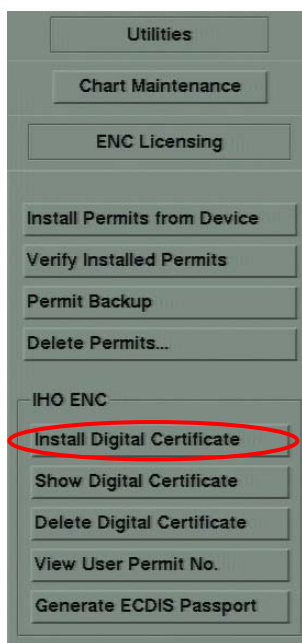 Utilities
Chart Maintenance
ENC Licensing
Install Permits from Device
Verify Installed Permits
Permit Backup
Delete Permits...
IHO ENC
Install Digital Certificate
Show Digital Certificate
Delete Digital Certificate
View User Permit No.
Generate ECDIS Passport